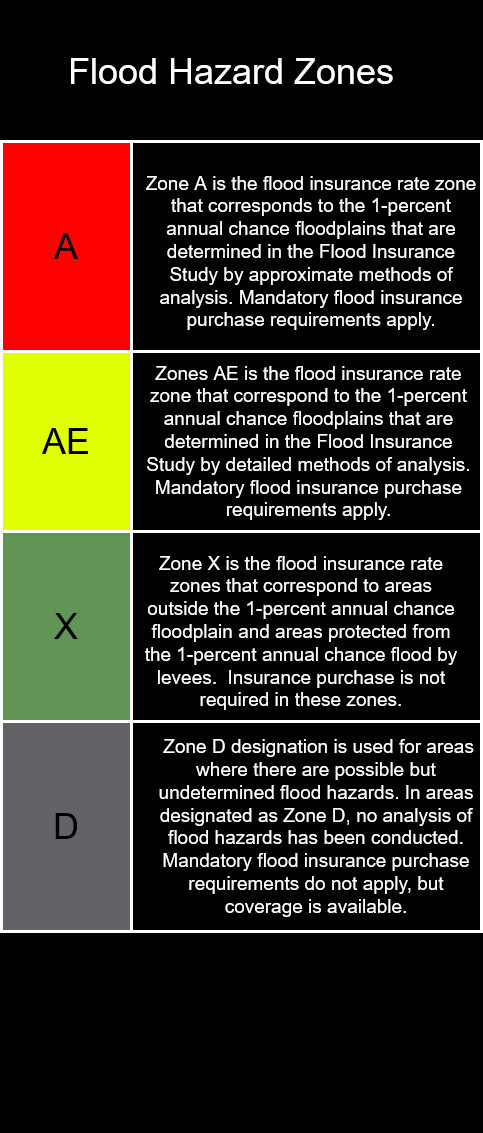 Flood Hazard Zones
A
Zone A is the flood insurance rate zone
that corresponds to the 1-percent
annual chance floodplains that are
determined in the Flood Insurance
Study by approximate methods of
analysis. Mandatory flood insurance
purchase requirements apply.
AE
Zones AE is the flood insurance rate
zone that correspond to the 1-percent
annual chance floodplains that are
determined in the Flood Insurance
Study by detailed methods of analysis.
Mandatory flood insurance purchase
requirements apply.
X
Zone X is the flood insurance rate
zones that correspond to areas
outside the 1-percent annual chance
floodplain and areas protected from
the 1-percent annual chance flood by
levees.  Insurance purchase is not
required in these zones.
D
Zone D designation is used for areas
where there are possible but
undetermined flood hazards. In areas
designated as Zone D, no analysis of
flood hazards has been conducted.
Mandatory flood insurance purchase
requirements do not apply, but
coverage is available.